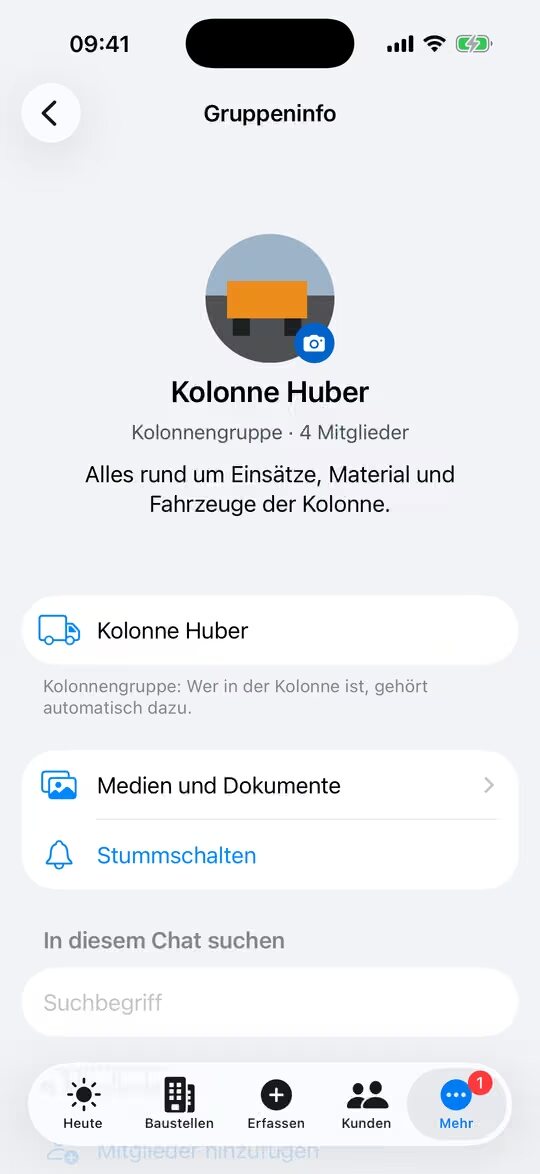 09:41
Gruppeninfo
Kolonne Huber
Kolonnengruppe · 4 Mitglieder
Alles rund um Einsätze, Material und
Fahrzeuge der Kolonne.
Kolonne Huber
Kolonnengruppe: Wer in der Kolonne ist, gehört
automatisch dazu.
Medien und Dokumente
Stummschalten
In diesem Chat suchen
Suchbegriff
1
Heute Baustellen Erfassen Kunden Mehr
Mitglieder hinzufügen